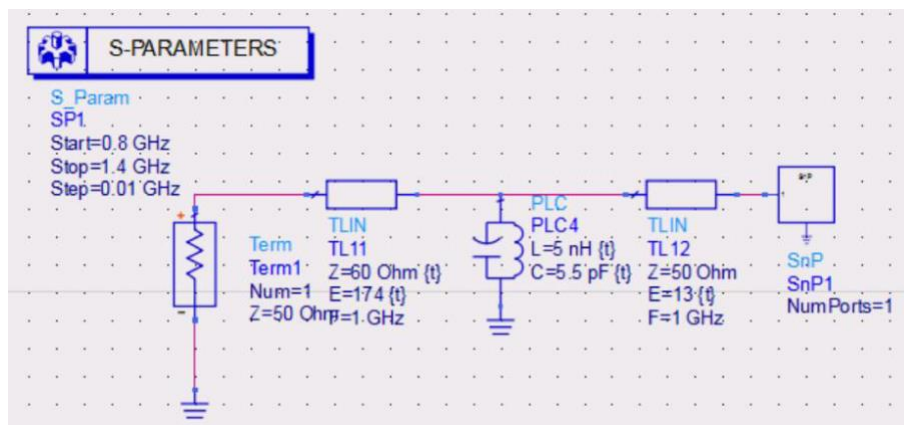 S-PARAMETERS
S_Param
SP1
Start=0.8 GHz
Stop=1.4 GHz
Step=0.01 GHz
Term
Term1
Num=1
Z=50 Ohm
TLIN
TL11
Z=60 Ohm {t}
E=174 {t}
F=1 GHz
PLC
PLC4
L=5 nH {t}
C=5.5 pF {t}
TLIN
TL12
Z=50 Ohm
E=13 {t}
F=1 GHz
SnP
SnP1
NumPorts=1